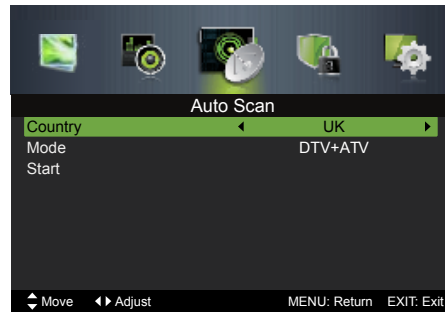 Auto Scan
Country UK
Mode DTV+ATV
Start
Move Adjust MENU: Return EXIT: Exit